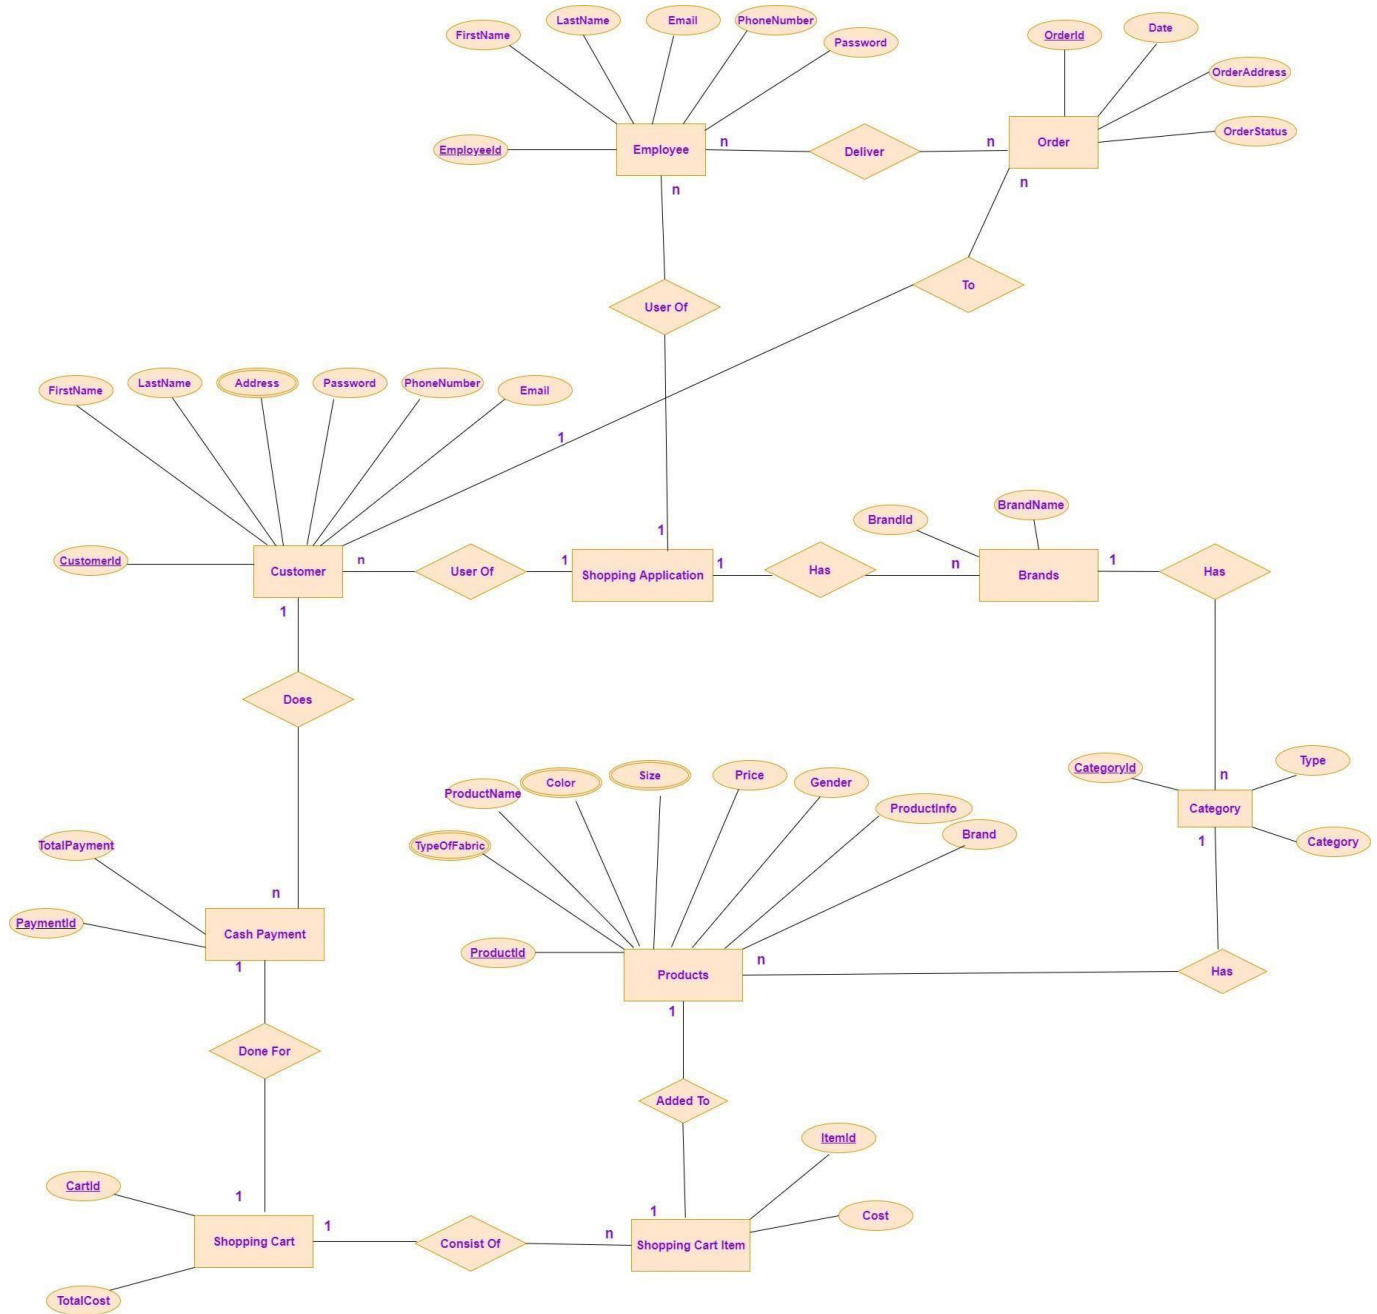 LastName
Email
PhoneNumber
FirstName
Password
OrderId
Date
OrderAddress
OrderStatus
EmployeeId
Employee
n
Deliver
n
Order
n
n
User Of
To
FirstName
LastName
Address
Password
PhoneNumber
Email
1
BrandId
BrandName
1
CustomerId
Customer
n
User Of
1
Shopping Application
1
Has
n
Brands
1
Has
1
Does
CategoryId
Type
n
Category
Category
1
ProductName
Color
Size
Price
Gender
ProductInfo
Brand
TypeOfFabric
TotalPayment
n
PaymentId
Cash Payment
1
ProductId
Products
n
Has
1
Done For
Added To
ItemId
CartId
1
1
Cost
Shopping Cart
1
Consist Of
n
Shopping Cart Item
TotalCost